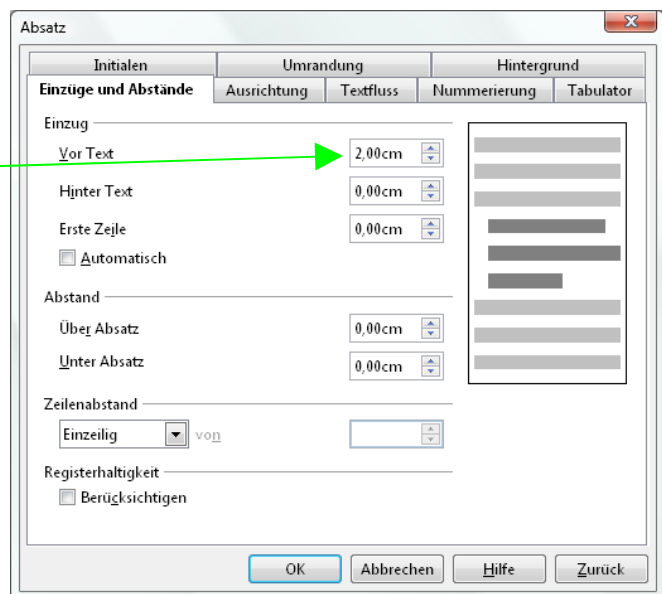 Absatz
Initialen Umrandung Hintergrund
Einzüge und Abstände Ausrichtung Textfluss Nummerierung Tabulator
Einzug
Vor Text 2,00cm
Hinter Text 0,00cm
Erste Zeile 0,00cm
Automatisch
Abstand
Über Absatz 0,00cm
Unter Absatz 0,00cm
Zeilenabstand
Einzeilig von
Registerhaltigkeit
Berücksichtigen
OK Abbrechen Hilfe Zurück